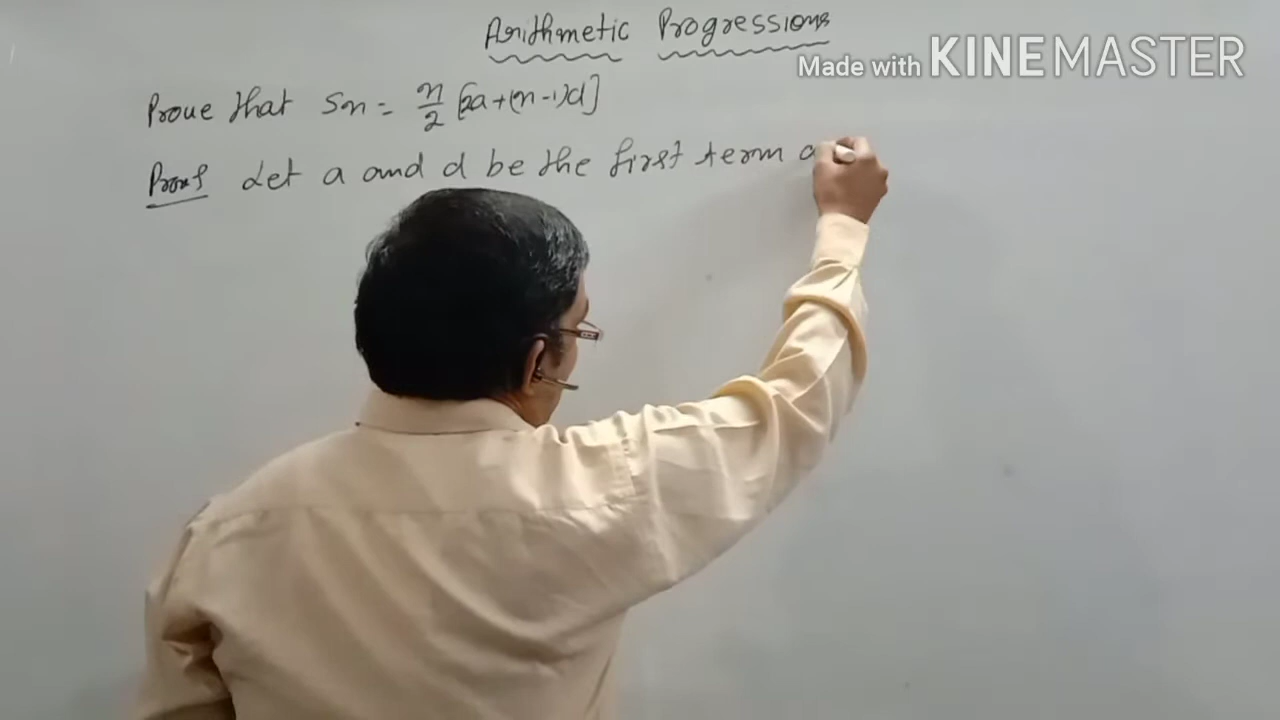 Arithmetic Progressions
Made with KINEMASTER
Prove that Sn = n/2 [2a+(n-1)d]
Proof Let a and d be the first term a